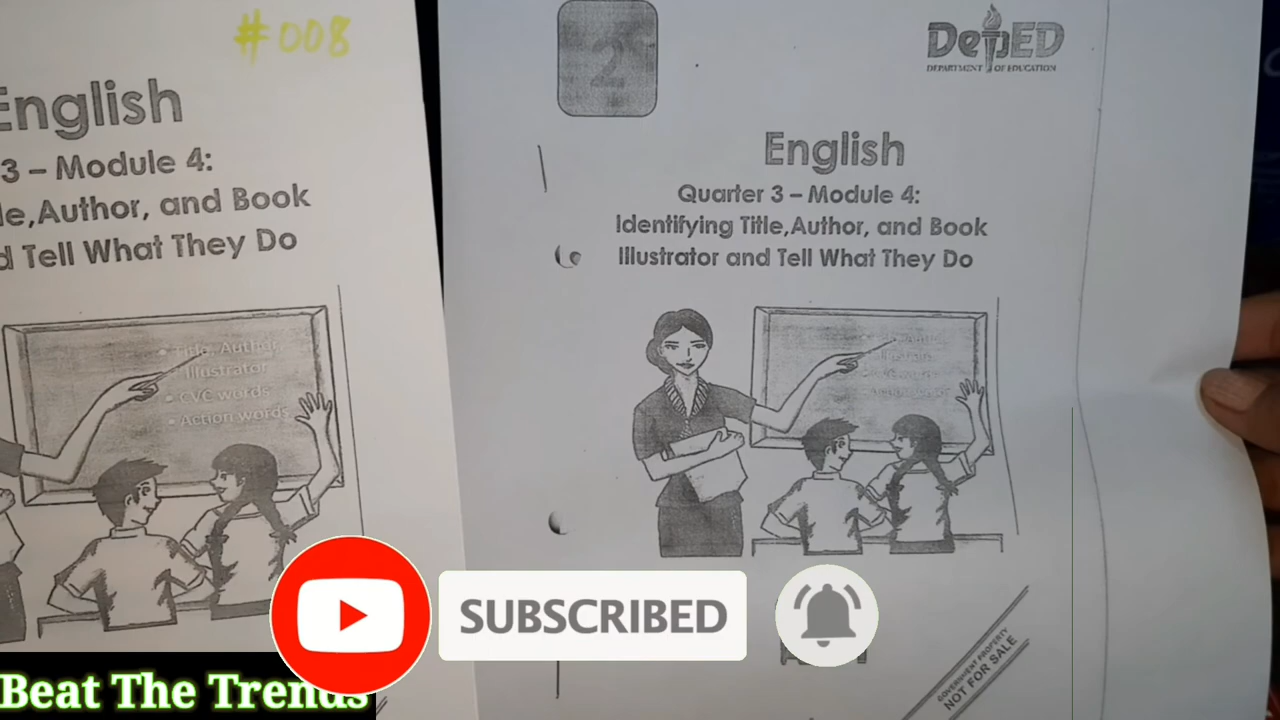 #008
English
3 – Module 4:
le,Author, and Book
d Tell What They Do
• Title, Author
• Illustrator
• CVC words
• Action words
2
DepED
DEPARTMENT OF EDUCATION
English
Quarter 3 – Module 4:
Identifying Title,Author, and Book
Illustrator and Tell What They Do
GOVERNMENT PROPERTY
NOT FOR SALE
SUBSCRIBED
Beat The Trends